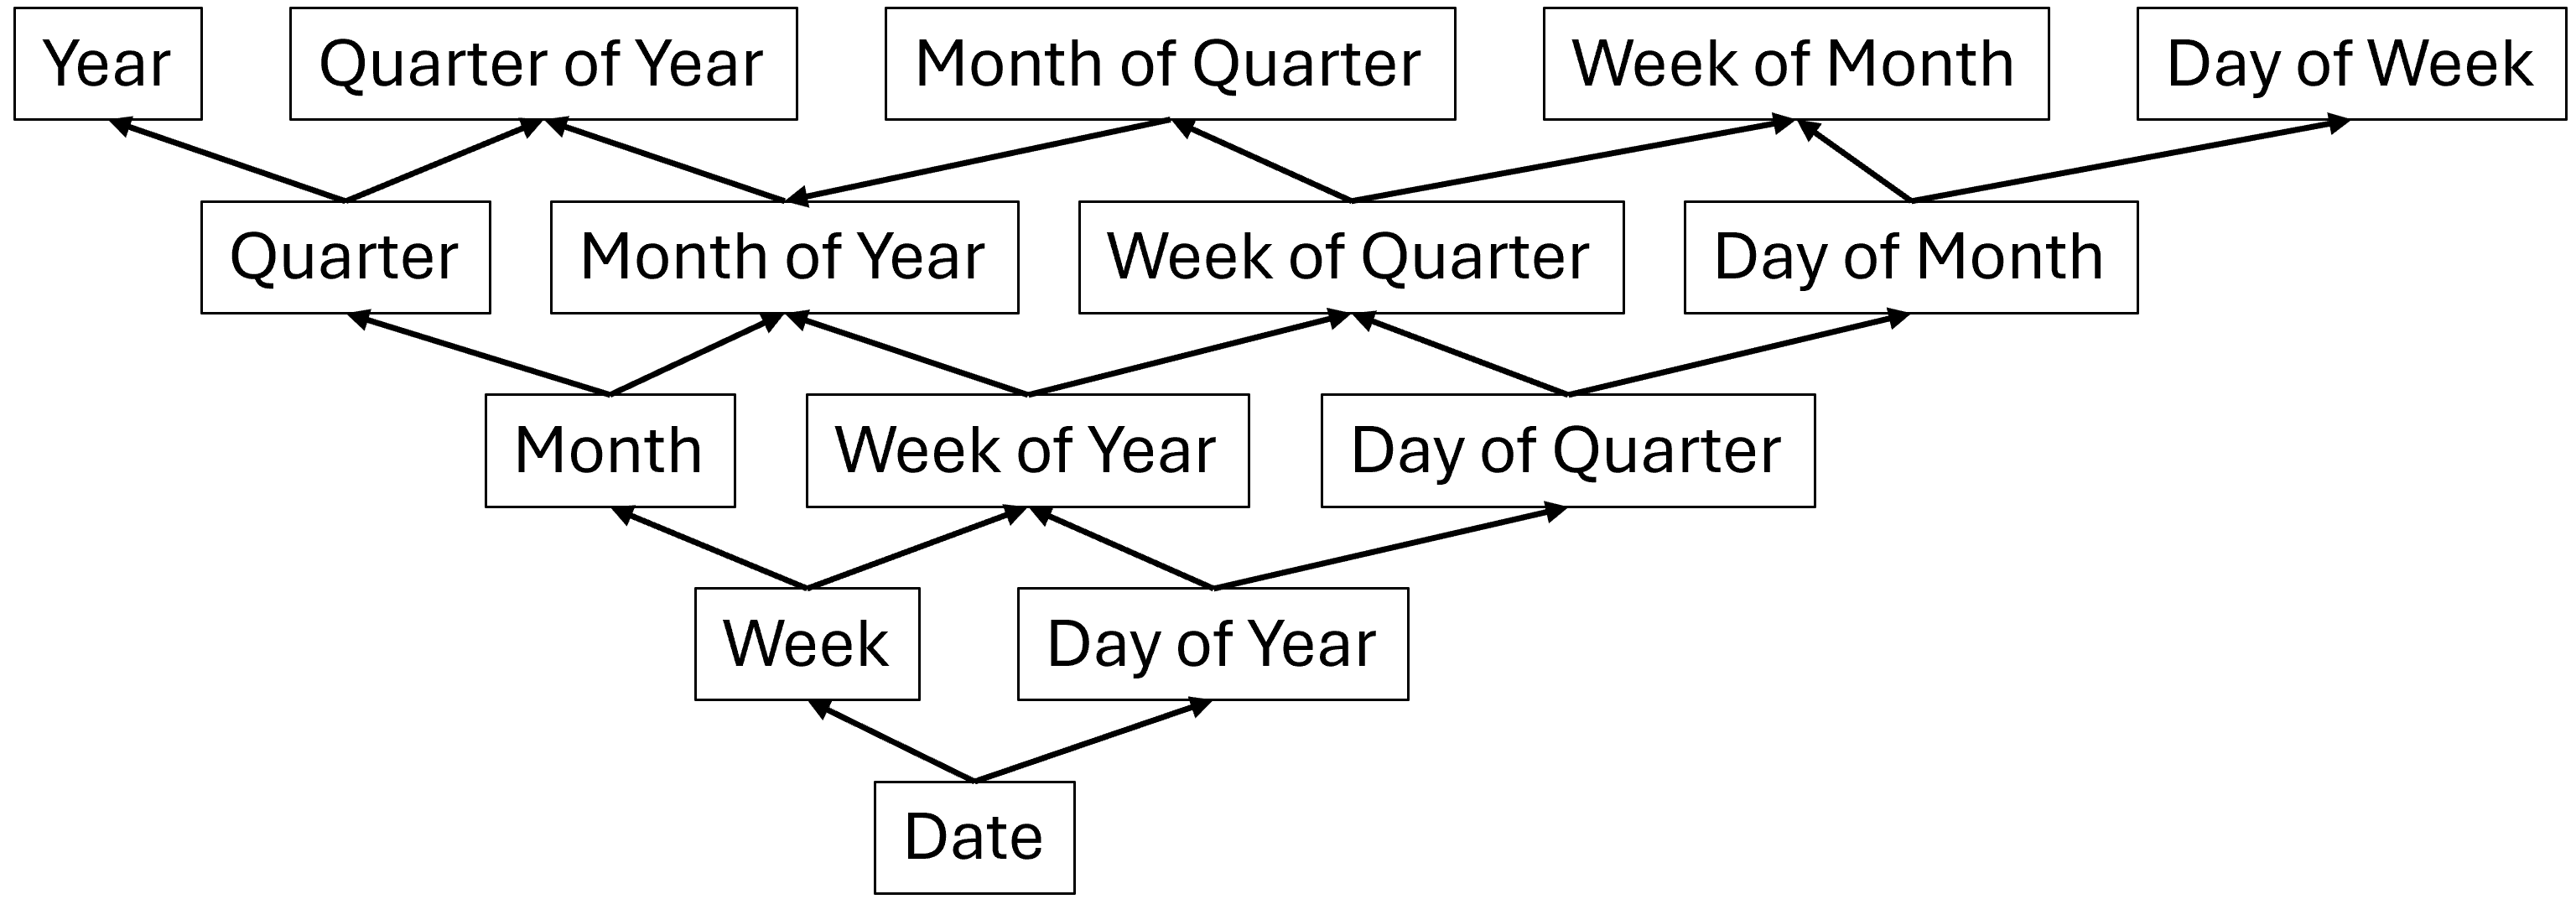 Year
Quarter of Year
Month of Quarter
Week of Month
Day of Week
Quarter
Month of Year
Week of Quarter
Day of Month
Month
Week of Year
Day of Quarter
Week
Day of Year
Date